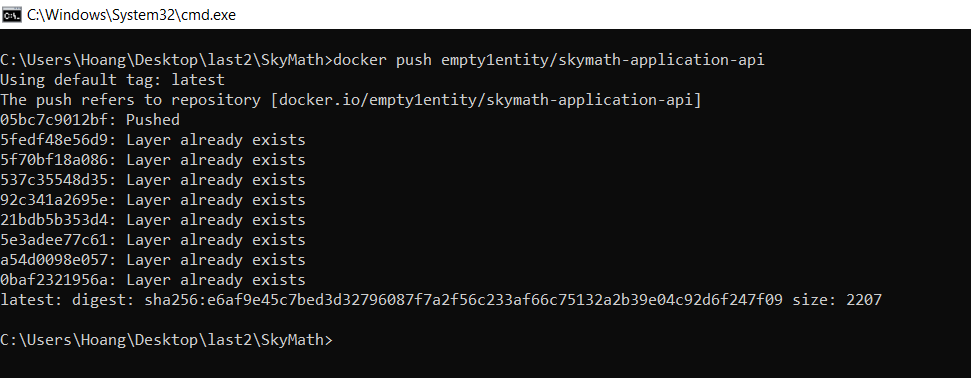 C:\Windows\System32\cmd.exe
C:\Users\Hoang\Desktop\last2\SkyMath>docker push empty1entity/skymath-application-api
Using default tag: latest
The push refers to repository [docker.io/empty1entity/skymath-application-api]
05bc7c9012bf: Pushed
5fedf48e56d9: Layer already exists
5f70bf18a086: Layer already exists
537c35548d35: Layer already exists
92c341a2695e: Layer already exists
21bdb5b353d4: Layer already exists
5e3adee77c61: Layer already exists
a54d0098e057: Layer already exists
0baf2321956a: Layer already exists
latest: digest: sha256:e6af9e45c7bed3d32796087f7a2f56c233af66c75132a2b39e04c92d6f247f09 size: 2207
C:\Users\Hoang\Desktop\last2\SkyMath>